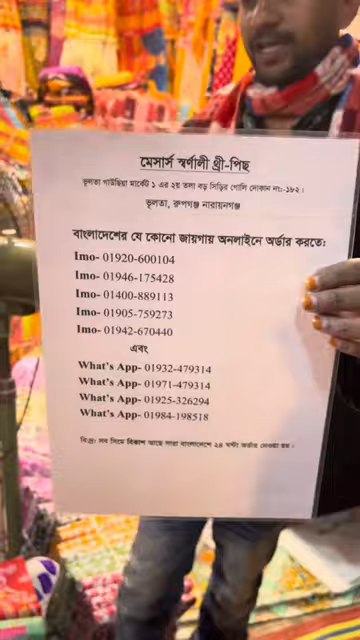 মেসার্স স্বর্ণালী থ্রী-পিছ
ভূলতা গাউছিয়া মার্কেট ১ এর ২য় তলা বড় সিড়ির গোলি দোকান নং-১৮২।
ভূলতা, রুপগঞ্জ নারায়নগঞ্জ
বাংলাদেশের যে কোনো জায়গায় অনলাইনে অর্ডার করতে:
Imo- 01920-600104
Imo- 01946-175428
Imo- 01400-889113
Imo- 01905-759273
Imo- 01942-670440
এবং
What's App- 01932-479314
What's App- 01971-479314
What's App- 01925-326294
What's App- 01984-198518
বিঃদ্র: সব সিমে বিকাশ আছে সারা বাংলাদেশে ২৪ ঘন্টা অর্ডার নেওয়া হয়।